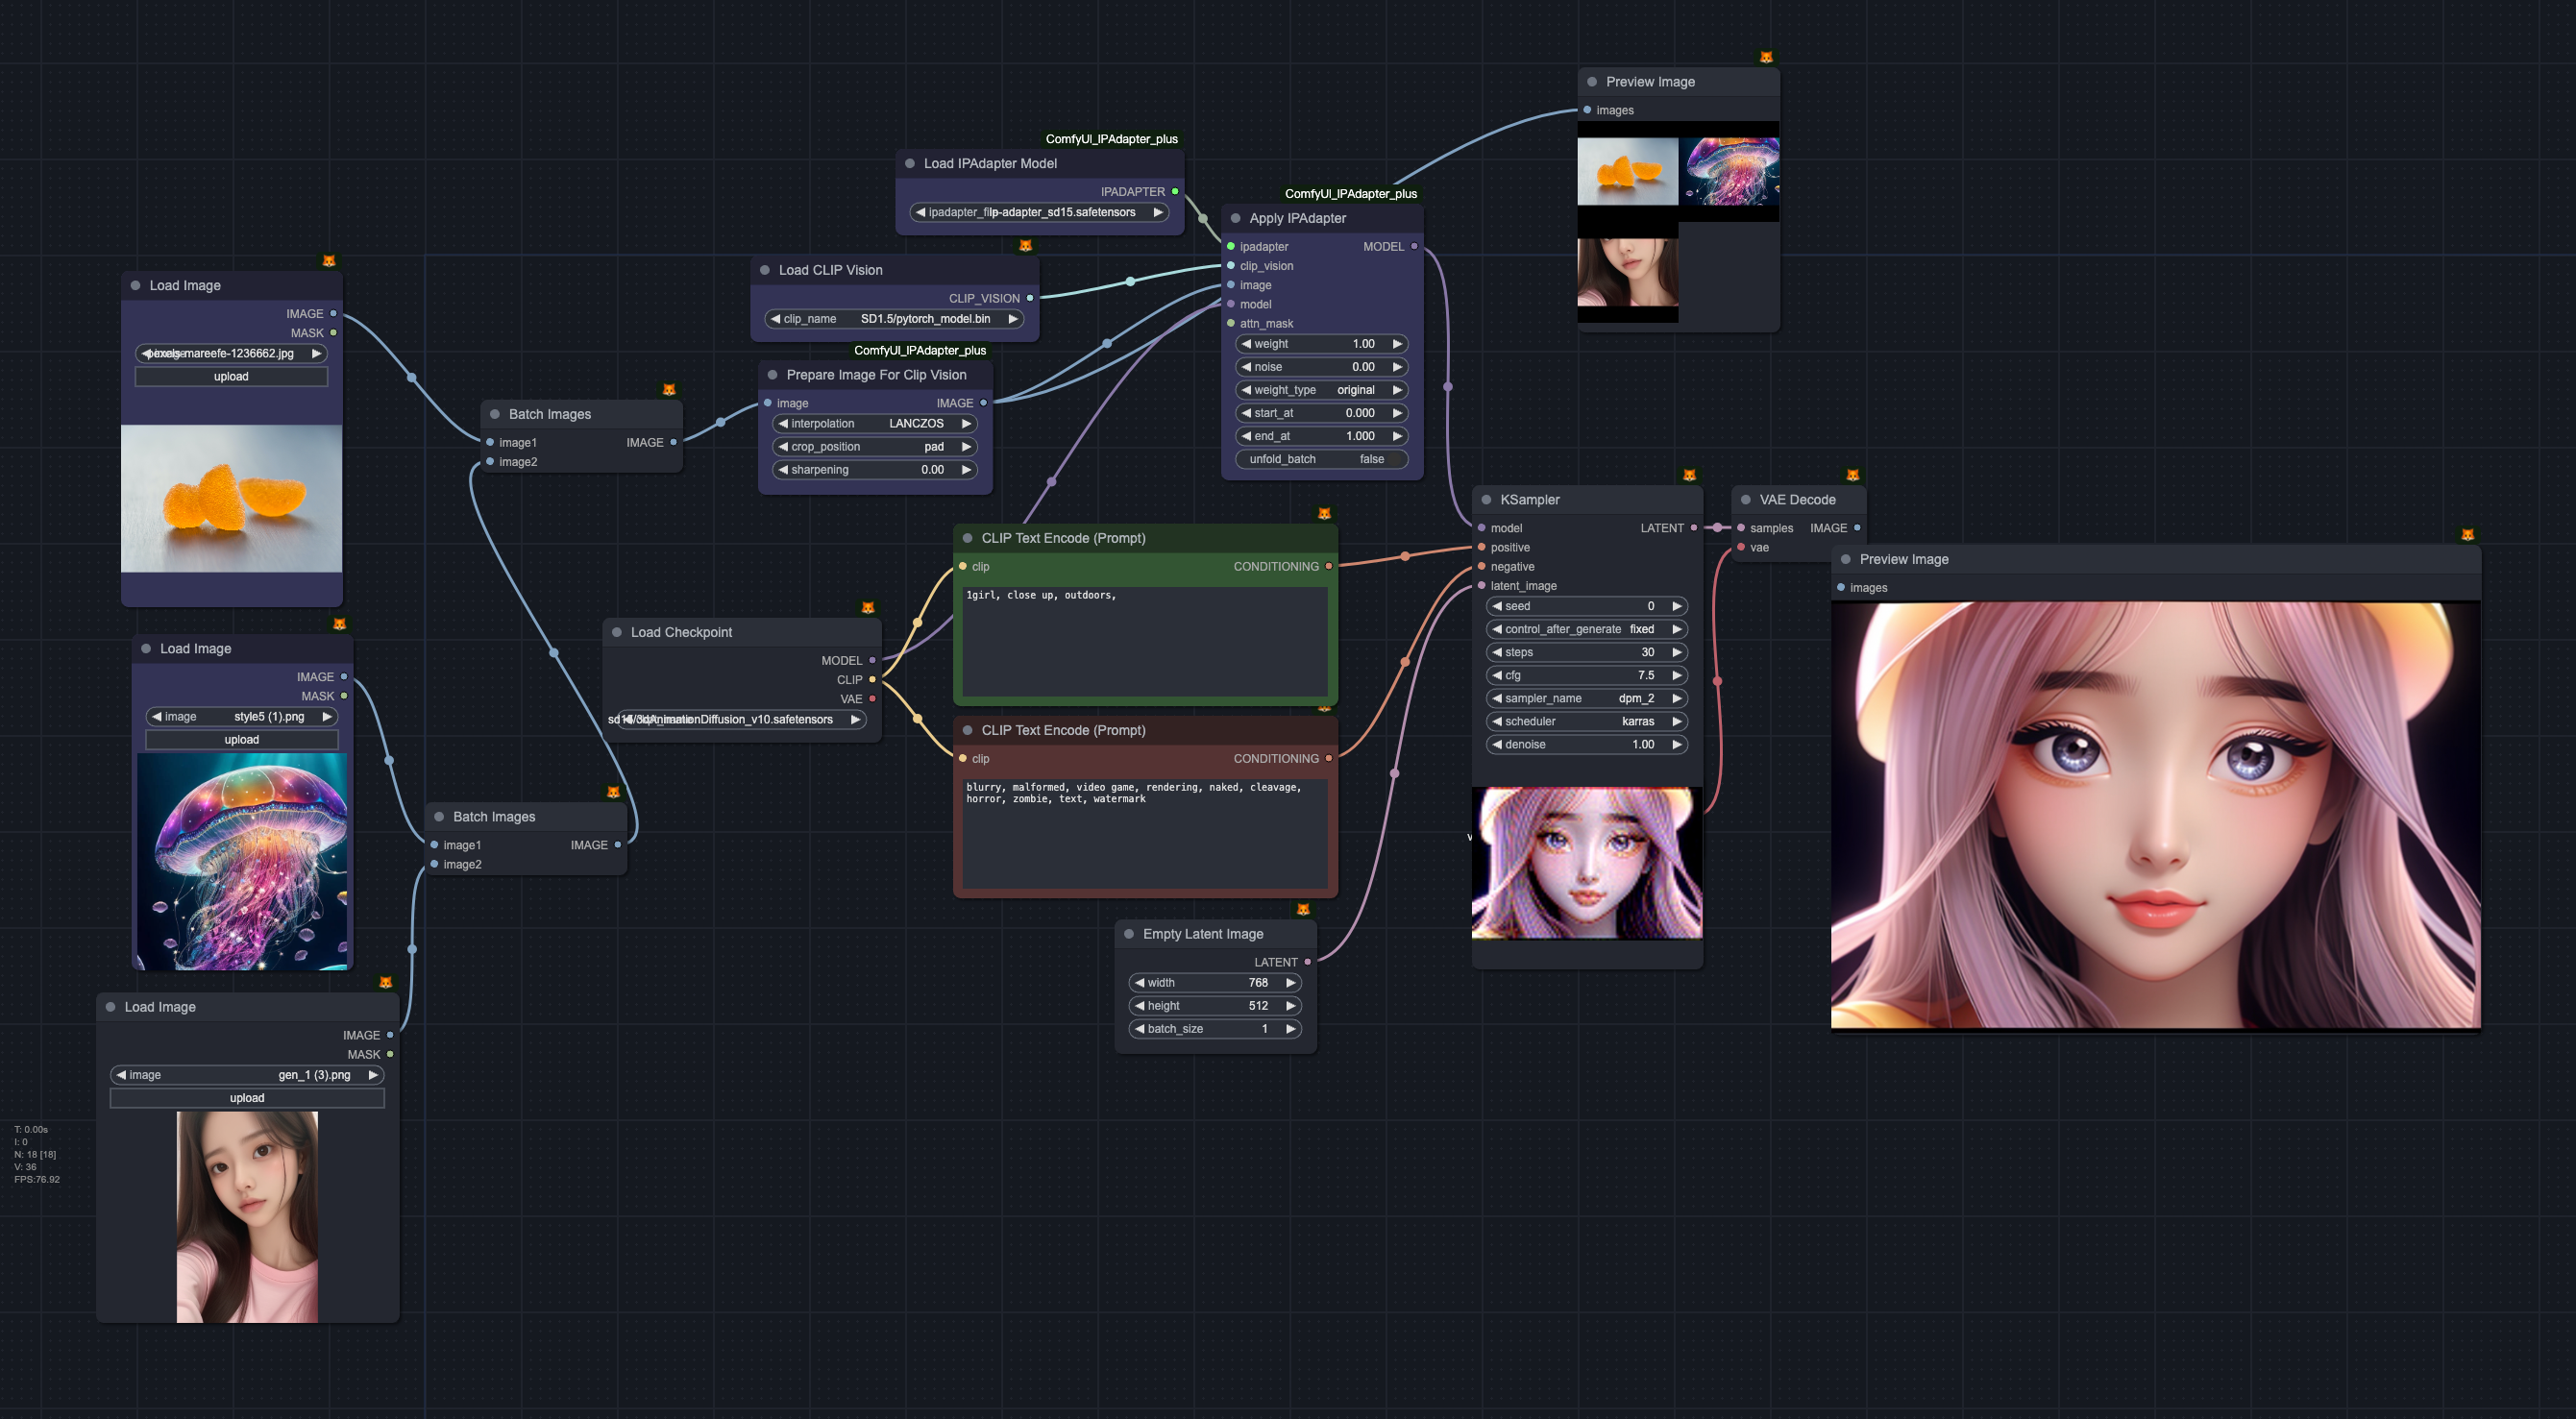 Preview Image
images
ComfyUI_IPAdapter_plus
Load IPAdapter Model
IPADAPTER
ip-adapter_sd15.safetensors
ComfyUI_IPAdapter_plus
Apply IPAdapter
ipadapter MODEL
clip_vision
image
model
attn_mask
weight 1.00
noise 0.00
weight_type original
start_at 0.000
end_at 1.000
unfold_batch false
Load CLIP Vision
CLIP_VISION
clip_name SD1.5/pytorch_model.bin
ComfyUI_IPAdapter_plus
Prepare Image For Clip Vision
image IMAGE
interpolation LANCZOS
crop_position pad
sharpening 0.00
Load Image
IMAGE
MASK
pexels-mareefe-1236662.jpg
upload
Batch Images
image1 IMAGE
image2
Load Image
IMAGE
MASK
image style5 (1).png
upload
Batch Images
image1 IMAGE
image2
Load Image
IMAGE
MASK
image gen_1 (3).png
upload
Load Checkpoint
MODEL
CLIP
VAE
CLIP Text Encode (Prompt)
clip CONDITIONING
1girl, close up, outdoors,
CLIP Text Encode (Prompt)
clip CONDITIONING
blurry, malformed, video game, rendering, naked, cleavage,
horror, zombie, text, watermark
Empty Latent Image
LATENT
width 768
height 512
batch_size 1
KSampler
model LATENT
positive
negative
latent_image
seed 0
control_after_generate fixed
steps 30
cfg 7.5
sampler_name dpm_2
scheduler karras
denoise 1.00
VAE Decode
samples IMAGE
vae
Preview Image
images
T: 0.00s
I: 0
N: 18 [18]
V: 36
FPS:76.92